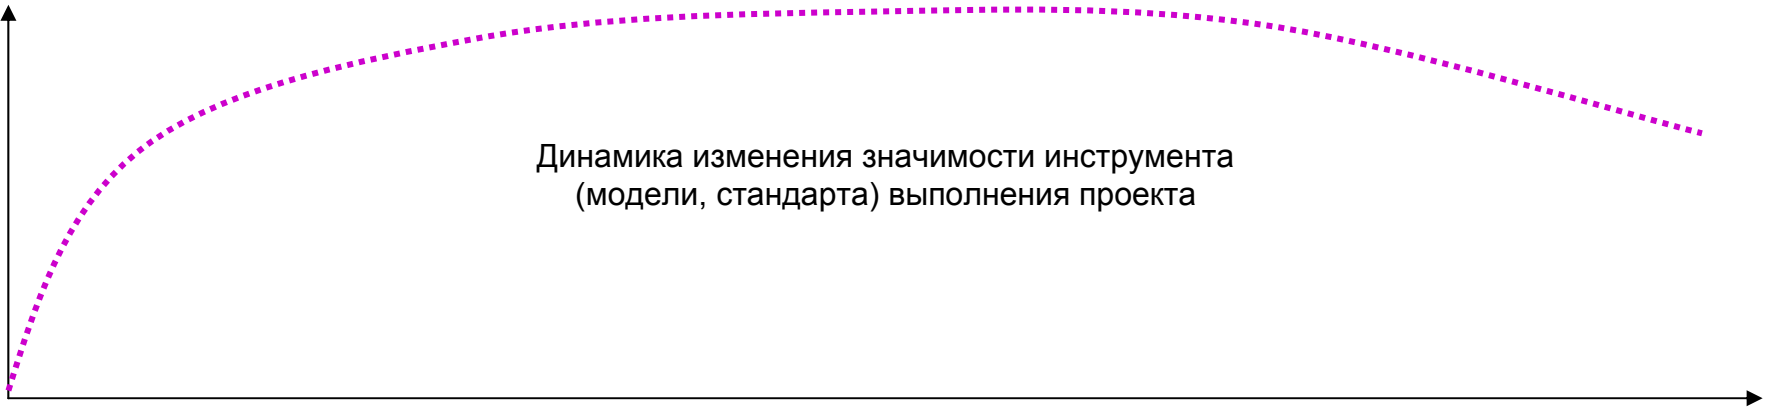 Динамика изменения значимости инструмента
(модели, стандарта) выполнения проекта